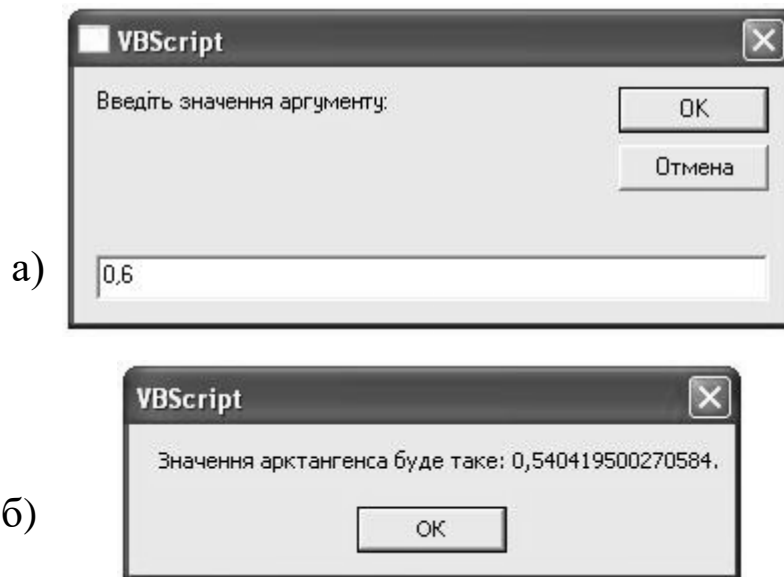 VBScript
Введіть значення аргументу:
OK
Отмена
а)
0,6
VBScript
Значення арктангенса буде таке: 0,540419500270584.
б)
OK